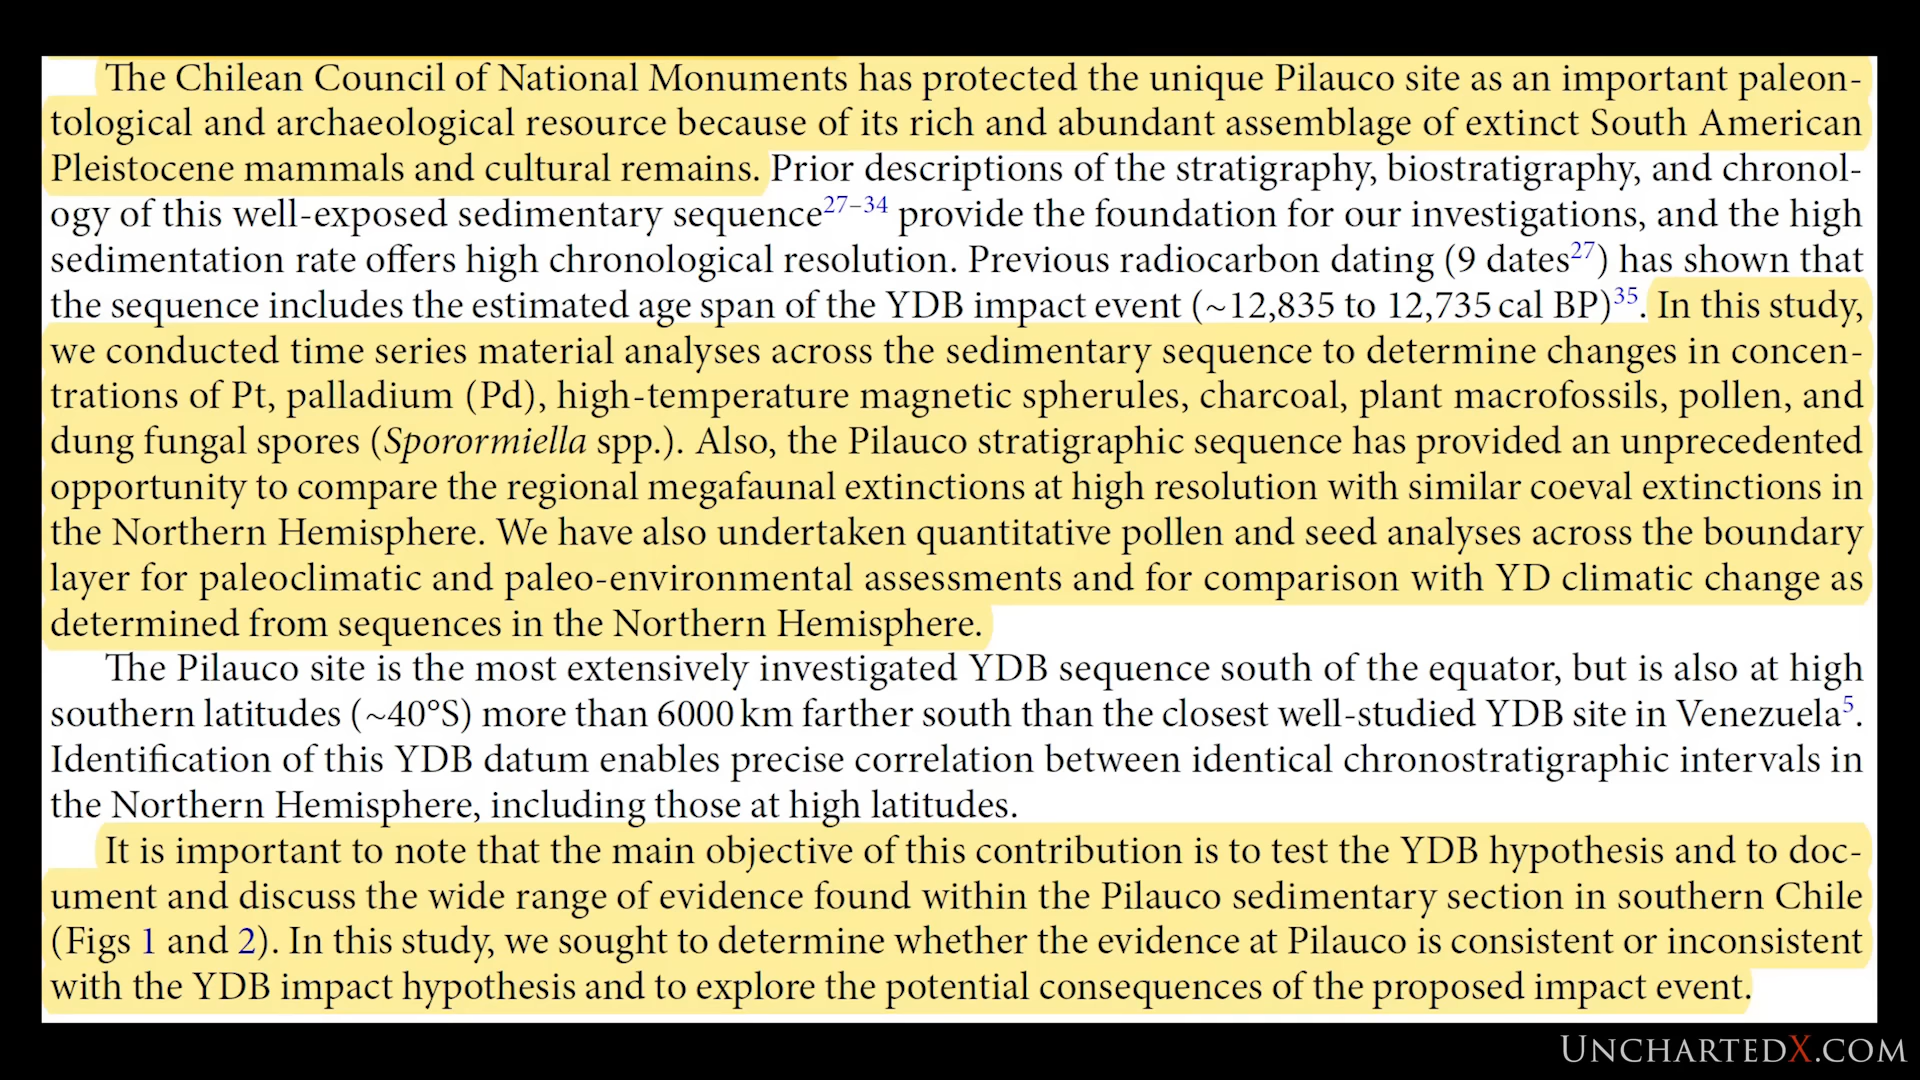 The Chilean Council of National Monuments has protected the unique Pilauco site as an important paleon-
tological and archaeological resource because of its rich and abundant assemblage of extinct South American
Pleistocene mammals and cultural remains. Prior descriptions of the stratigraphy, biostratigraphy, and chronol-
ogy of this well-exposed sedimentary sequence27–34 provide the foundation for our investigations, and the high
sedimentation rate offers high chronological resolution. Previous radiocarbon dating (9 dates27) has shown that
the sequence includes the estimated age span of the YDB impact event (~12,835 to 12,735 cal BP)35. In this study,
we conducted time series material analyses across the sedimentary sequence to determine changes in concen-
trations of Pt, palladium (Pd), high-temperature magnetic spherules, charcoal, plant macrofossils, pollen, and
dung fungal spores (Sporormiella spp.). Also, the Pilauco stratigraphic sequence has provided an unprecedented
opportunity to compare the regional megafaunal extinctions at high resolution with similar coeval extinctions in
the Northern Hemisphere. We have also undertaken quantitative pollen and seed analyses across the boundary
layer for paleoclimatic and paleo-environmental assessments and for comparison with YD climatic change as
determined from sequences in the Northern Hemisphere.
The Pilauco site is the most extensively investigated YDB sequence south of the equator, but is also at high
southern latitudes (~40°S) more than 6000 km farther south than the closest well-studied YDB site in Venezuela5.
Identification of this YDB datum enables precise correlation between identical chronostratigraphic intervals in
the Northern Hemisphere, including those at high latitudes.
It is important to note that the main objective of this contribution is to test the YDB hypothesis and to doc-
ument and discuss the wide range of evidence found within the Pilauco sedimentary section in southern Chile
(Figs 1 and 2). In this study, we sought to determine whether the evidence at Pilauco is consistent or inconsistent
with the YDB impact hypothesis and to explore the potential consequences of the proposed impact event.
UNCHARTEDX.COM